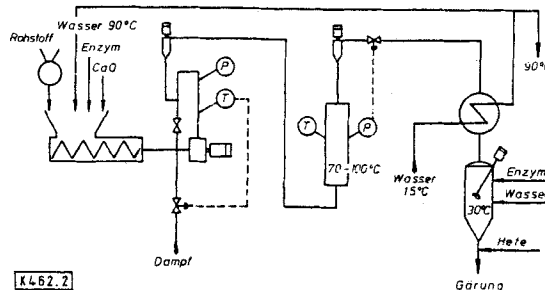 Wasser 90°C
Rohstoff
Enzym
CaO
P
T
T
P
70-100°C
90°
Wasser
15°C
30°C
Enzym
Wasse
Hefe
Dampf
Gärung
K462.2